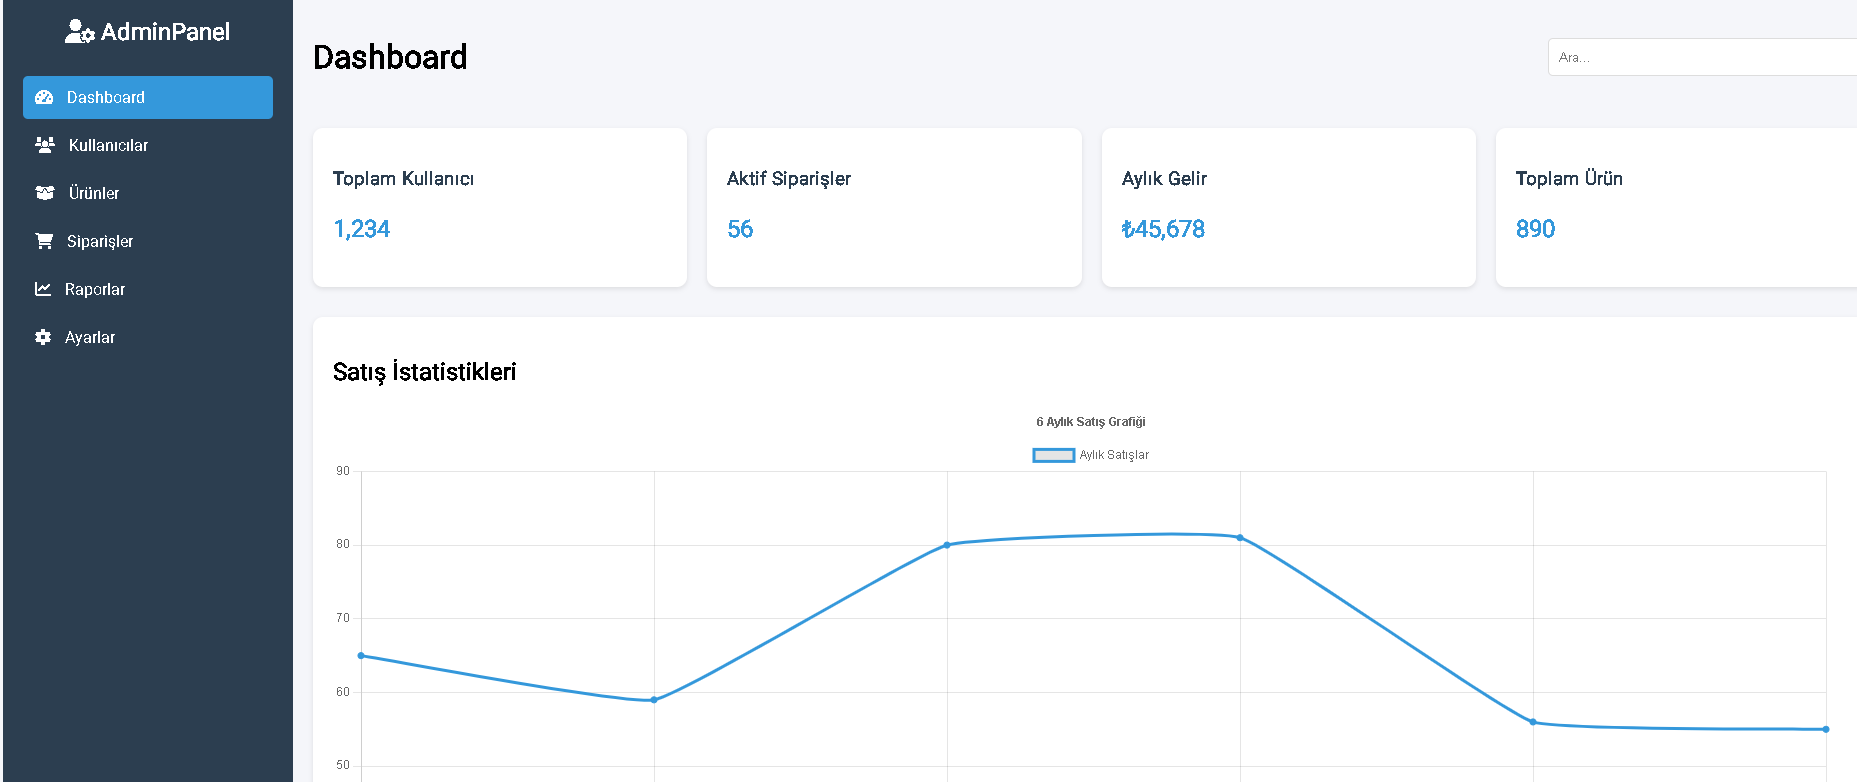 AdminPanel
Dashboard
Kullanıcılar
Ürünler
Siparişler
Raporlar
Ayarlar
Dashboard
Ara...
Toplam Kullanıcı
1,234
Aktif Siparişler
56
Aylık Gelir
₺45,678
Toplam Ürün
890
Satış İstatistikleri
6 Aylık Satış Grafiği
Aylık Satışlar
90
80
70
60
50